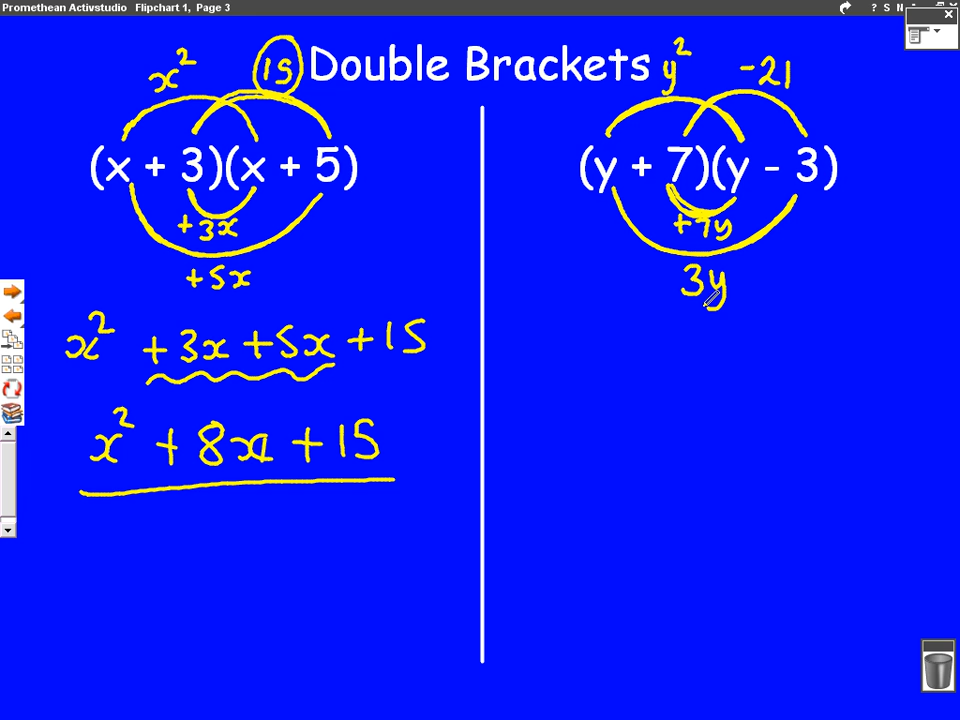 Promethean Activstudio Flipchart 1, Page 3
? S N
x² 15 Double Brackets y² -21
(x + 3)(x + 5) (y + 7)(y - 3)
+3x +7y
+5x 3y
x² +3x +5x +15
x² + 8x + 15